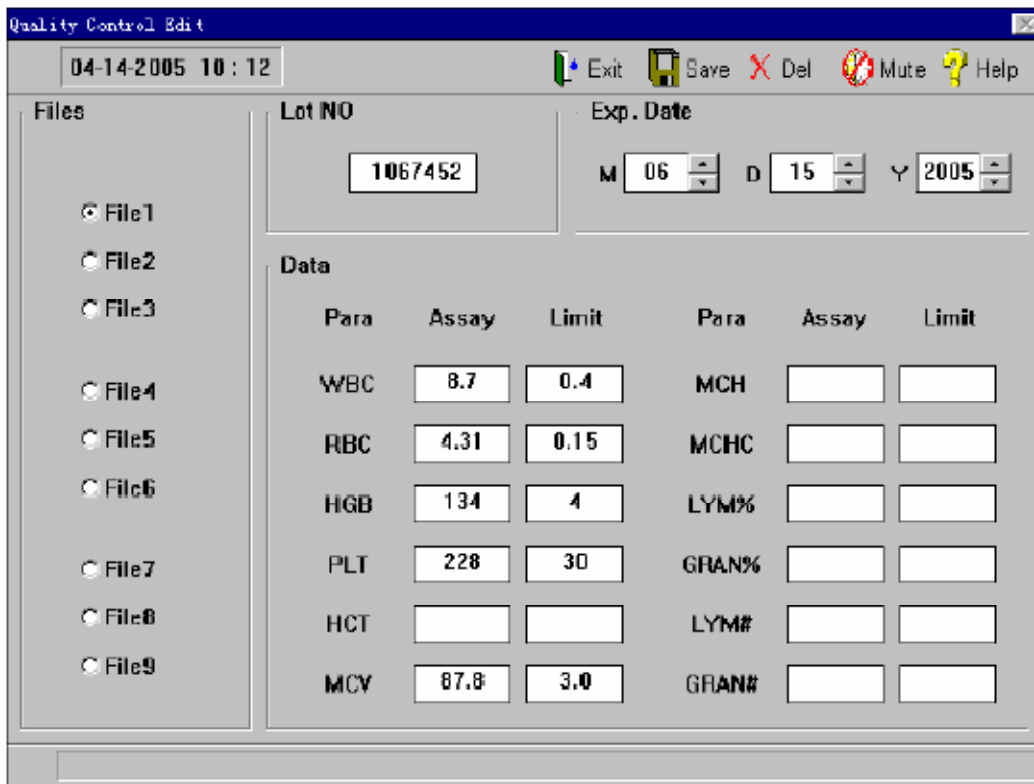 Quality Control Edit
04-14-2005 10:12 Exit Save Del Mute Help
Files
File1
File2
File3
File4
File5
File6
File7
File8
File9
Lot NO
1067452
Exp. Date
M 06 D 15 Y 2005
Data
Para Assay Limit Para Assay Limit
WBC 8.7 0.4 MCH
RBC 4.31 0.15 MCHC
HGB 134 4 LYM%
PLT 228 30 GRAN%
HCT LYM#
MCV 87.8 3.0 GRAN#